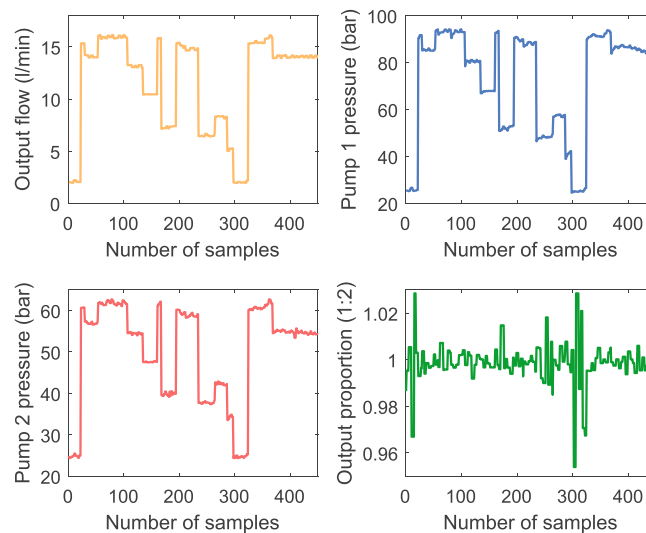 Output flow (l/min)
15
10
5
0
0 100 200 300 400
Number of samples
Pump 1 pressure (bar)
100
80
60
40
20
0 100 200 300 400
Number of samples
Pump 2 pressure (bar)
60
50
40
30
20
0 100 200 300 400
Number of samples
Output proportion (1:2)
1.02
1
0.98
0.96
0 100 200 300 400
Number of samples